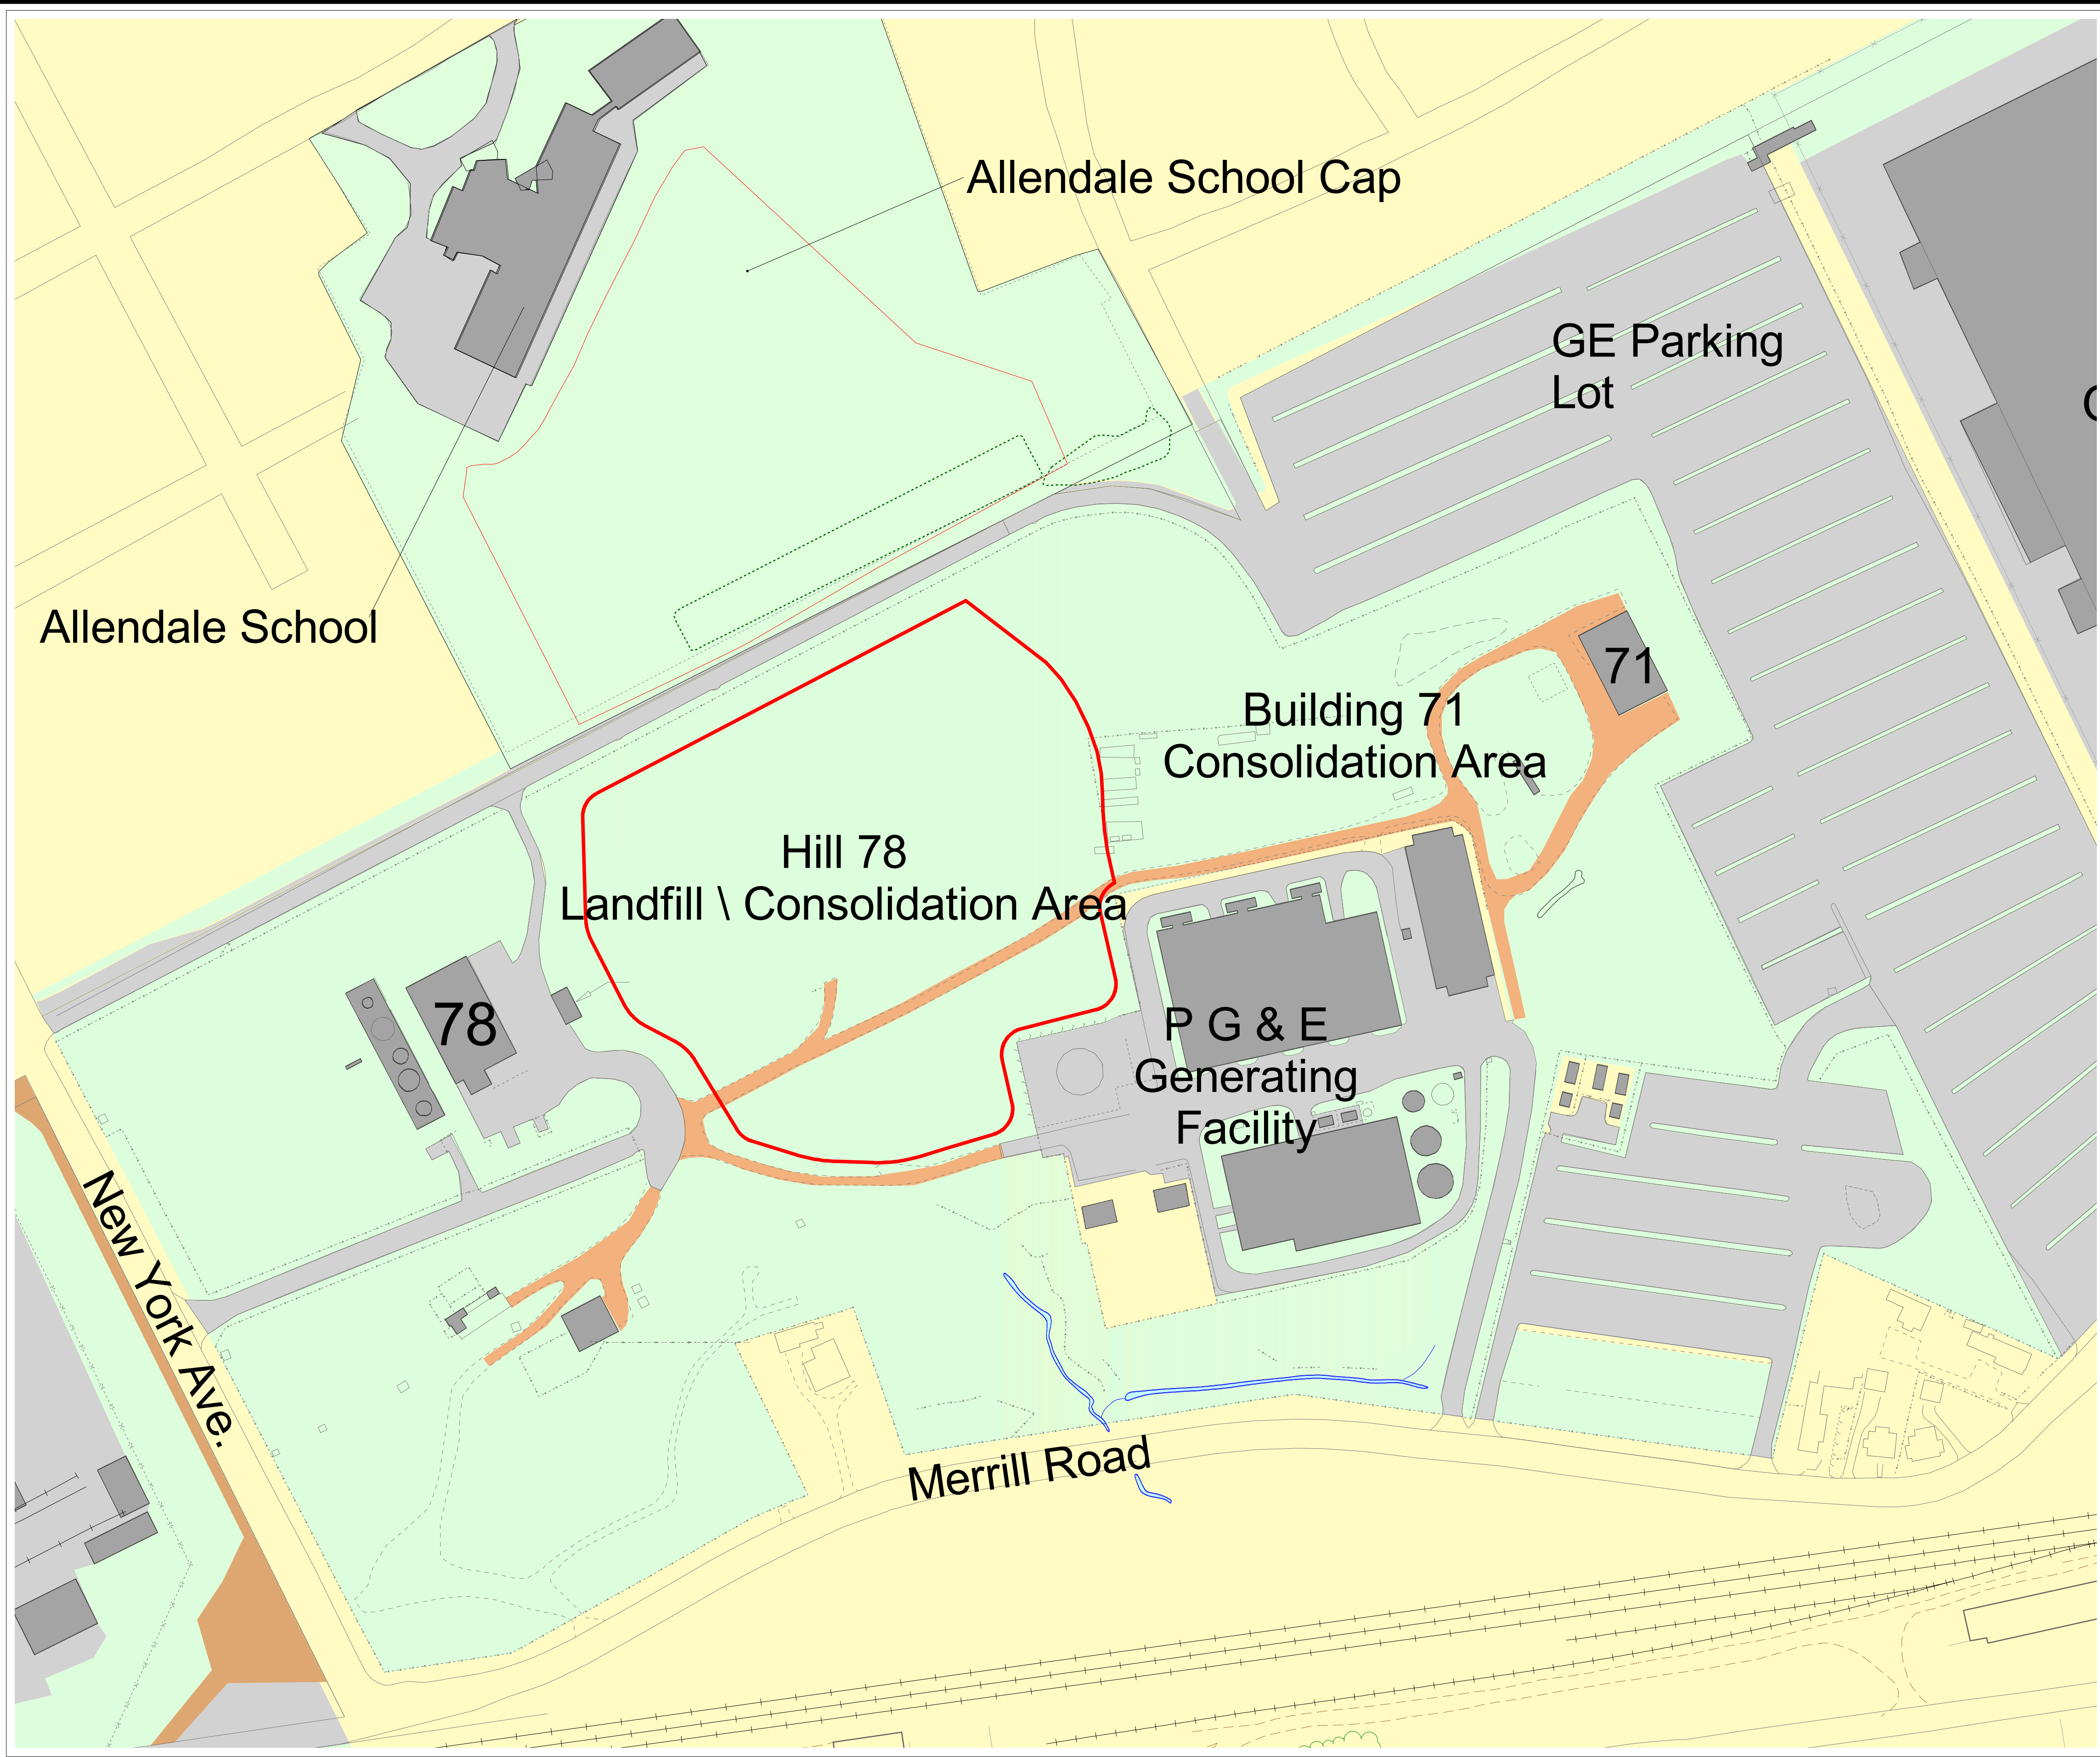 Allendale School Cap
GE Parking
Lot
Allendale School
71
Building 71
Consolidation Area
Hill 78
Landfill \ Consolidation Area
78
P G & E
Generating
Facility
New York Ave.
Merrill Road